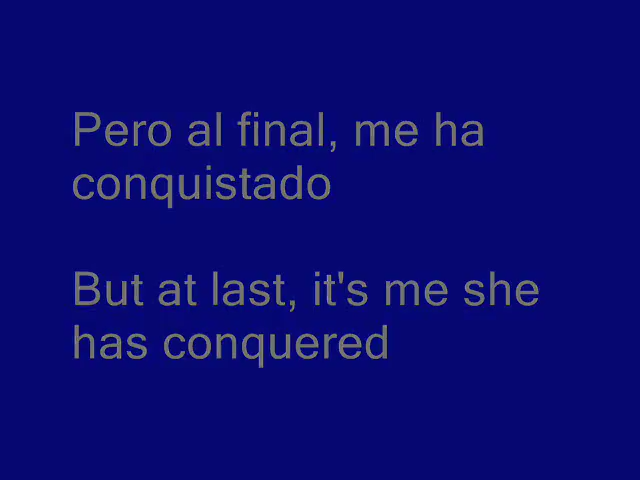 Pero al final, me ha
conquistado
But at last, it's me she
has conquered